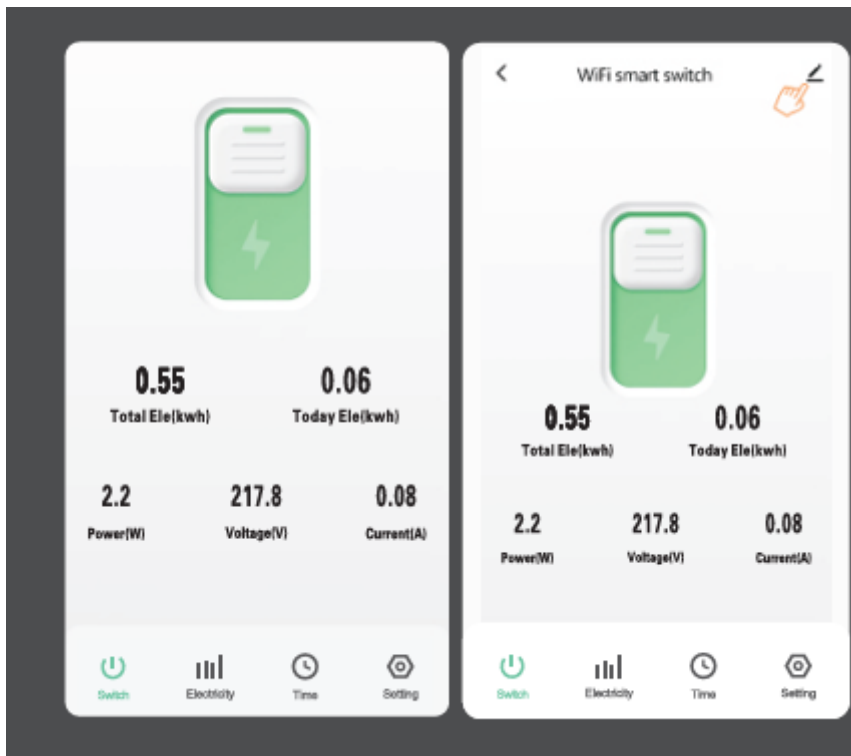 0.55 0.06
Total Ele(kwh) Today Ele(kwh)
2.2 217.8 0.08
Power(W) Voltage(V) Current(A)
Switch Electricity Time Setting
WiFi smart switch
0.55 0.06
Total Ele(kwh) Today Ele(kwh)
2.2 217.8 0.08
Power(W) Voltage(V) Current(A)
Switch Electricity Time Setting